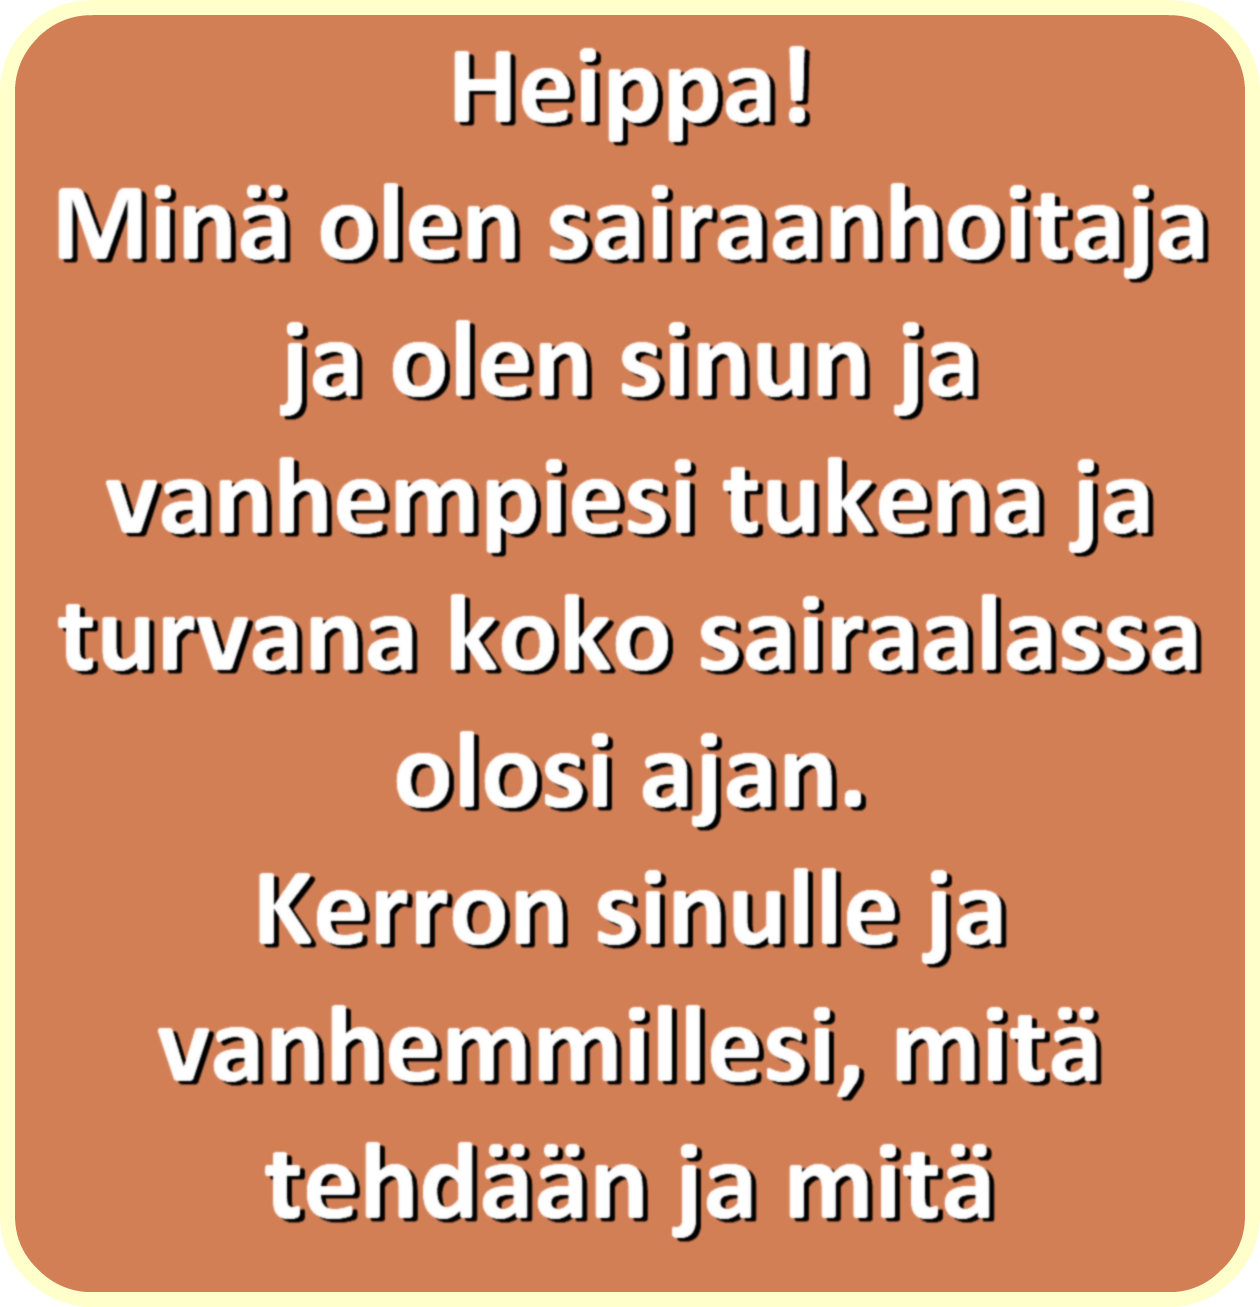 Heippa!
Minä olen sairaanhoitaja
ja olen sinun ja
vanhempiesi tukena ja
turvana koko sairaalassa
olosi ajan.
Kerron sinulle ja
vanhemmillesi, mitä
tehdään ja mitä